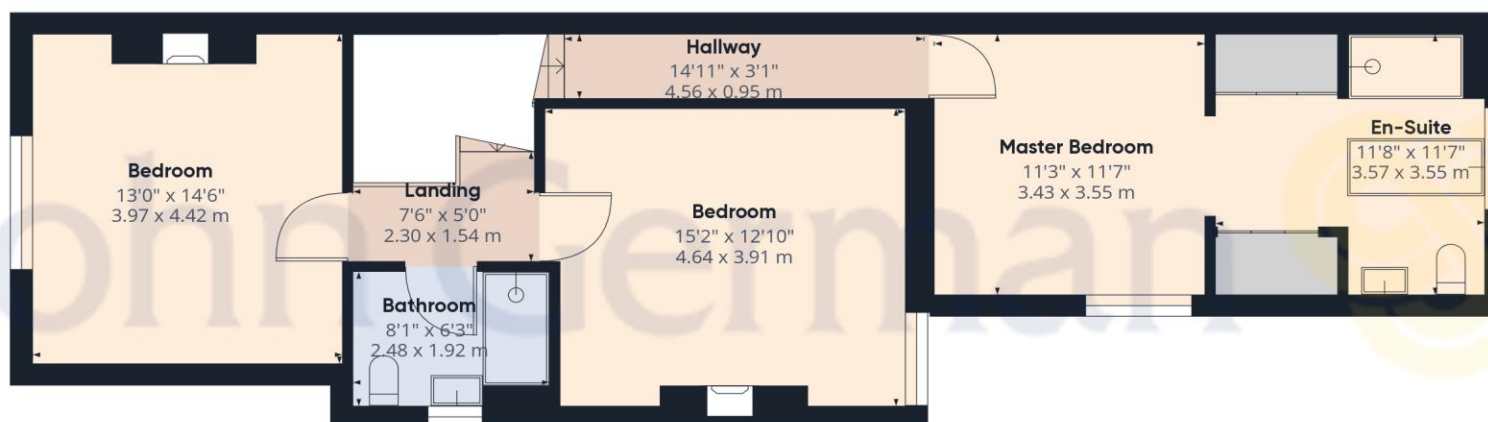 Hallway
14'11" x 3'1"
4.56 x 0.95 m
Bedroom
13'0" x 14'6"
3.97 x 4.42 m
Landing
7'6" x 5'0"
2.30 x 1.54 m
Bathroom
8'1" x 6'3"
2.48 x 1.92 m
Bedroom
15'2" x 12'10"
4.64 x 3.91 m
Master Bedroom
11'3" x 11'7"
3.43 x 3.55 m
En-Suite
11'8" x 11'7"
3.57 x 3.55 m
John German